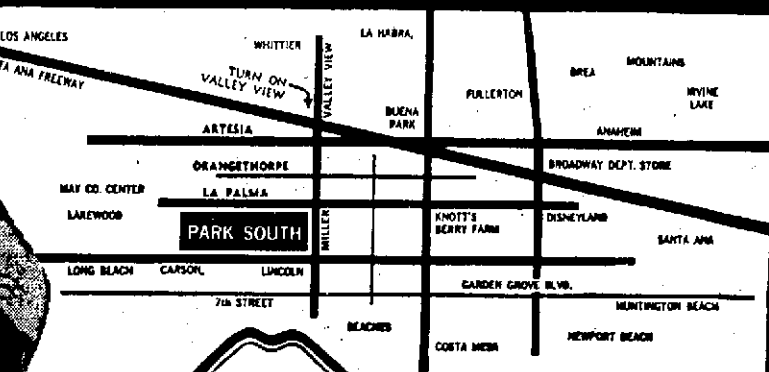 LOS ANGELES
TA ANA FREEWAY
WHITTIER
TURN ON
VALLEY VIEW
VALLEY VIEW
LA HABRA,
BUENA
PARK
FULLERTON
BREA
MOUNTAINS
IRVINE
LAKE
ARTESIA
ANAHEIM
ORANGETHORPE
BROADWAY DEPT. STORE
MAY CO. CENTER
LA PALMA
LAKEWOOD
PARK SOUTH
MILLER
KNOTT'S
BERRY FARM
DISNEYLAND
SANTA ANA
LONG BEACH
CARSON,
LINCOLN
GARDEN GROVE BLVD.
7th STREET
HUNTINGTON BEACH
BEACHES
COSTA MESA
NEWPORT BEACH